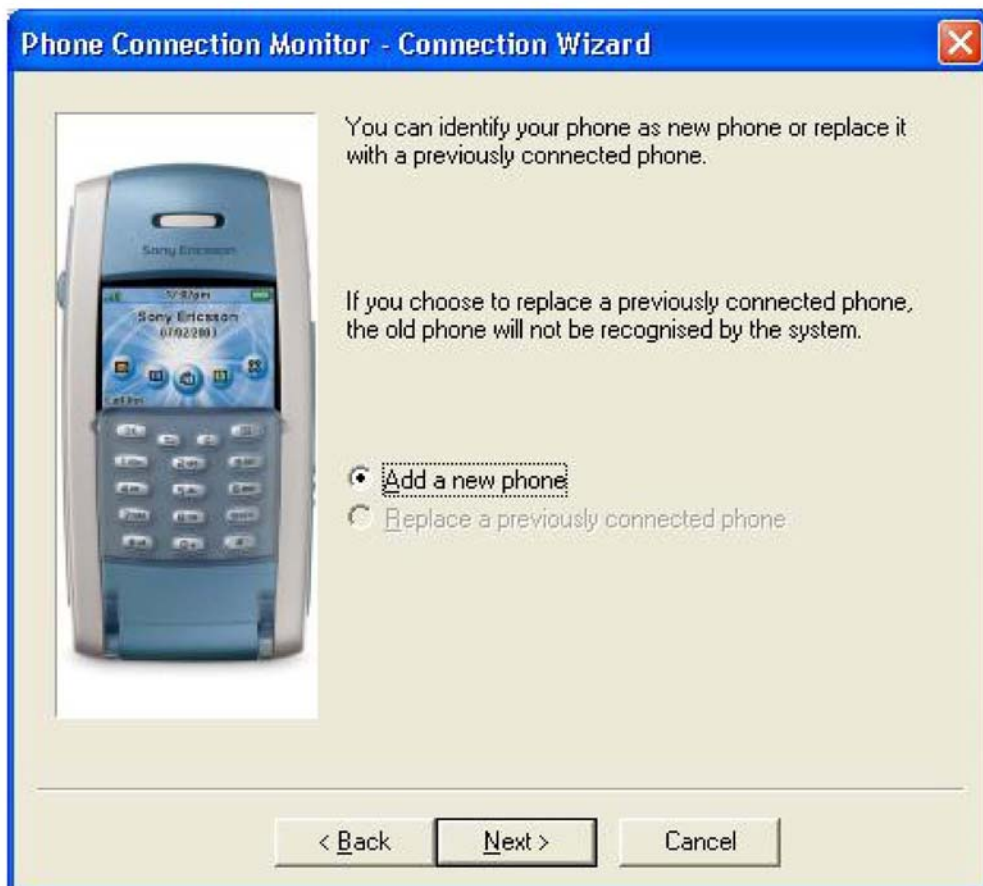 Phone Connection Monitor - Connection Wizard
You can identify your phone as new phone or replace it
with a previously connected phone.
Sony Ericsson
Sony Ericsson
If you choose to replace a previously connected phone,
the old phone will not be recognised by the system.
Add a new phone
Replace a previously connected phone
< Back
Next >
Cancel